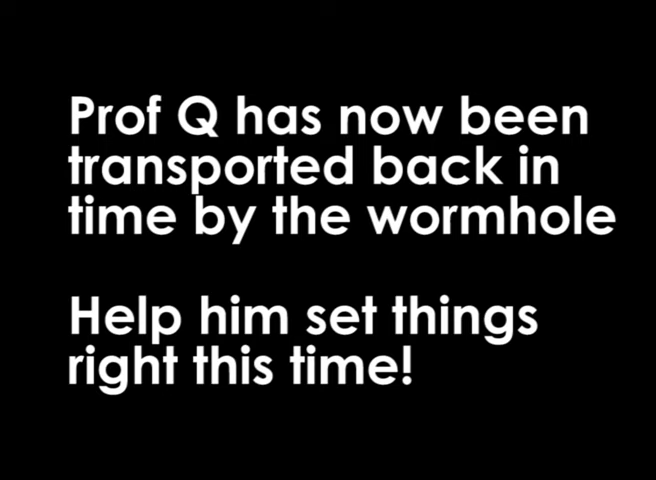 Prof Q has now been
transported back in
time by the wormhole
Help him set things
right this time!